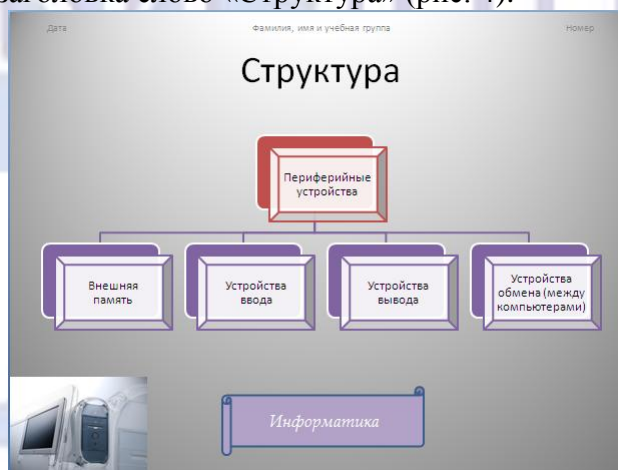 заголовка слово «Структура» (рис. 4).
Дата Фамилия, имя и учебная группа Номер
Структура
Периферийные
устройства
Внешняя
память
Устройства
ввода
Устройства
вывода
Устройства
обмена (между
компьютерами)
Информатика